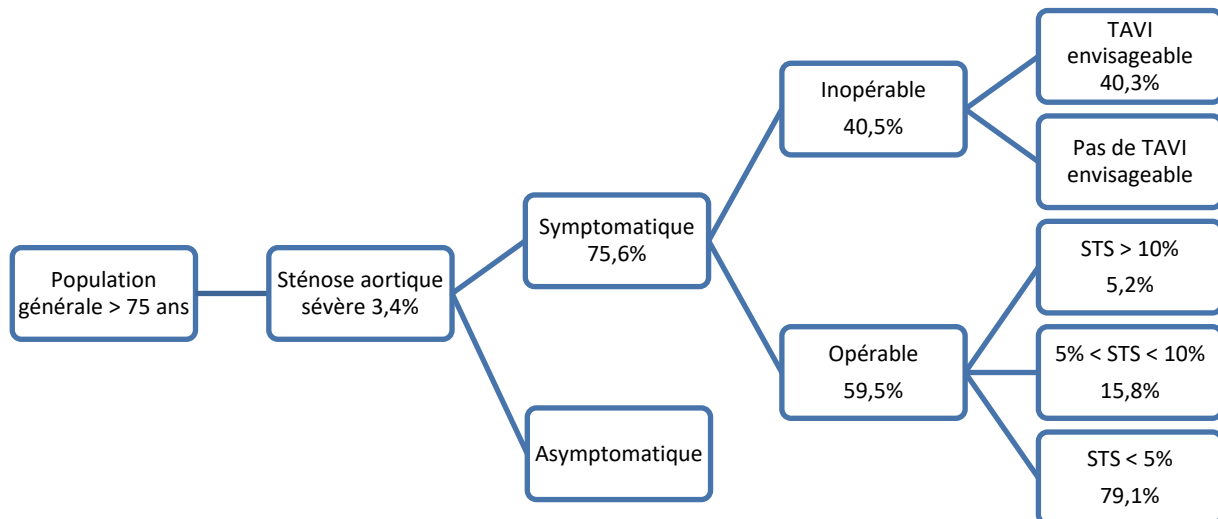 Population
générale > 75 ans
Sténose aortique
sévère 3,4%
Symptomatique
75,6%
Asymptomatique
Inopérable
40,5%
Opérable
59,5%
TAVI
envisageable
40,3%
Pas de TAVI
envisageable
STS > 10%
5,2%
5% < STS < 10%
15,8%
STS < 5%
79,1%